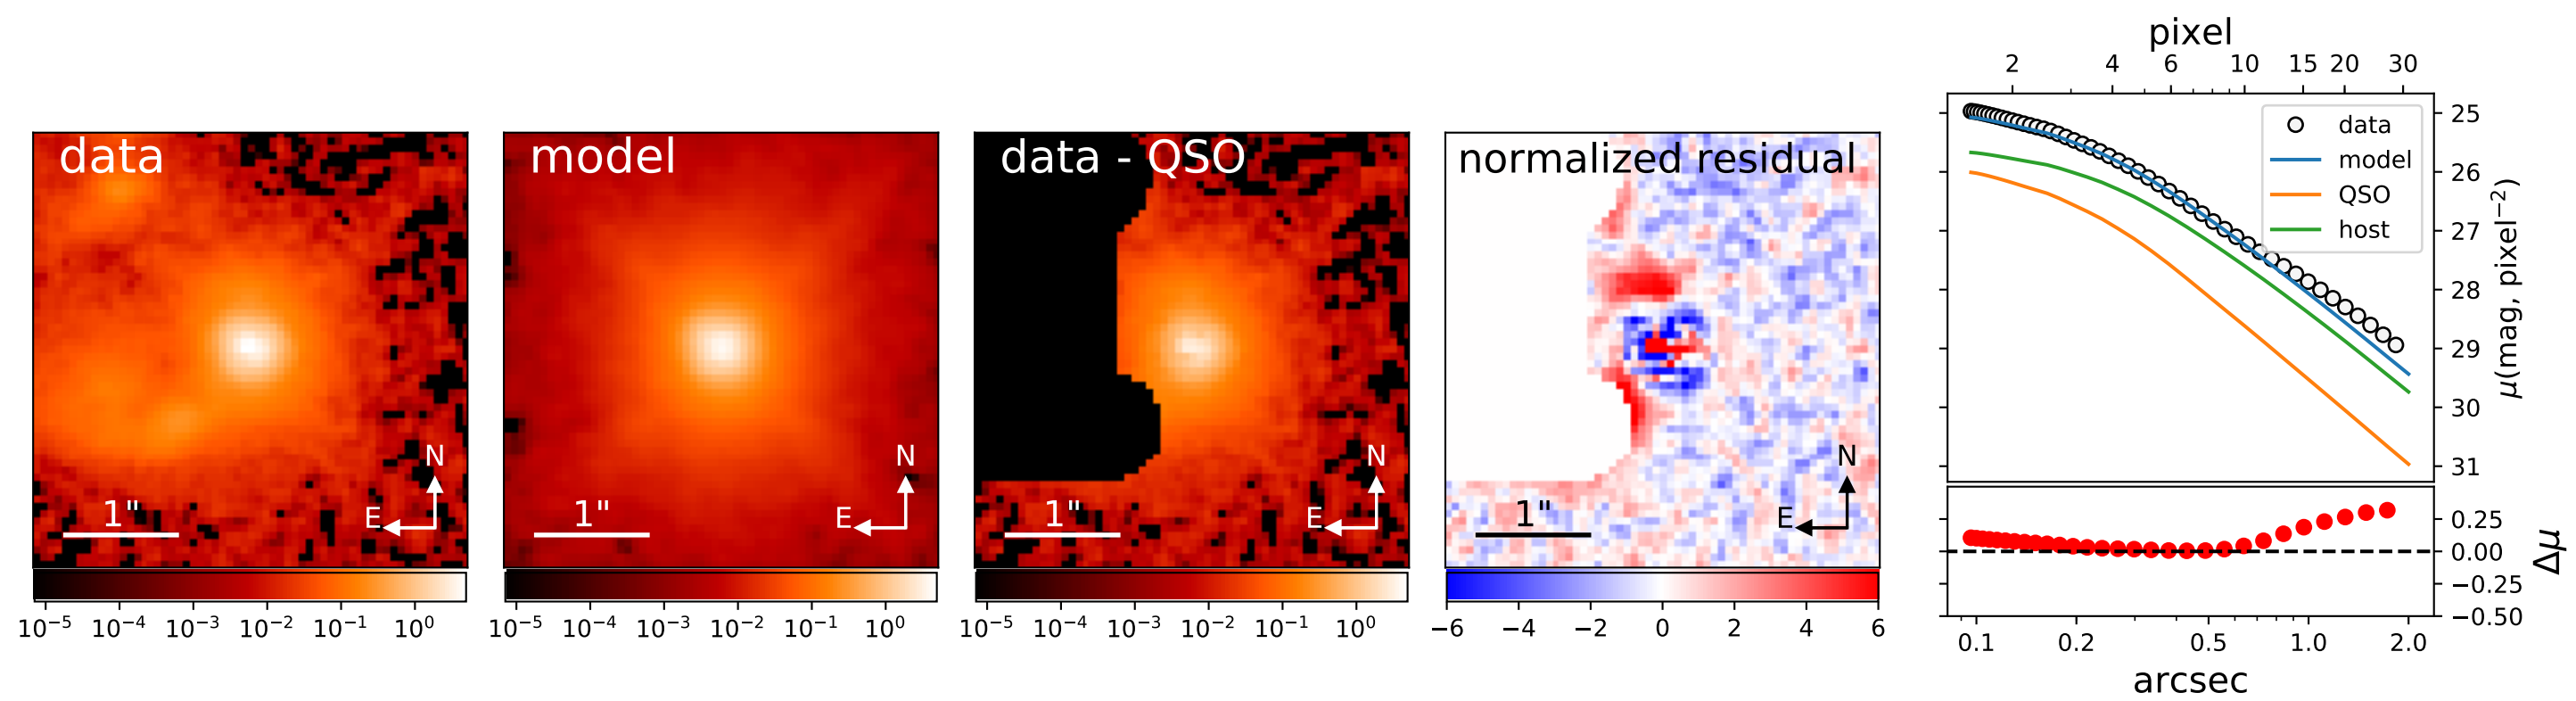 data
N
E
1"
10⁻⁵ 10⁻⁴ 10⁻³ 10⁻² 10⁻¹ 10⁰
model
N
E
1"
10⁻⁵ 10⁻⁴ 10⁻³ 10⁻² 10⁻¹ 10⁰
data - QSO
N
E
1"
10⁻⁵ 10⁻⁴ 10⁻³ 10⁻² 10⁻¹ 10⁰
normalized residual
N
E
1"
−6 −4 −2 0 2 4 6
pixel
2 4 6 10 15 20 30
data
model
QSO
host
25
26
27
28
29
30
31
μ(mag, pixel⁻²)
0.25
0.00
−0.25
−0.50
Δμ
0.1 0.2 0.5 1.0 2.0
arcsec